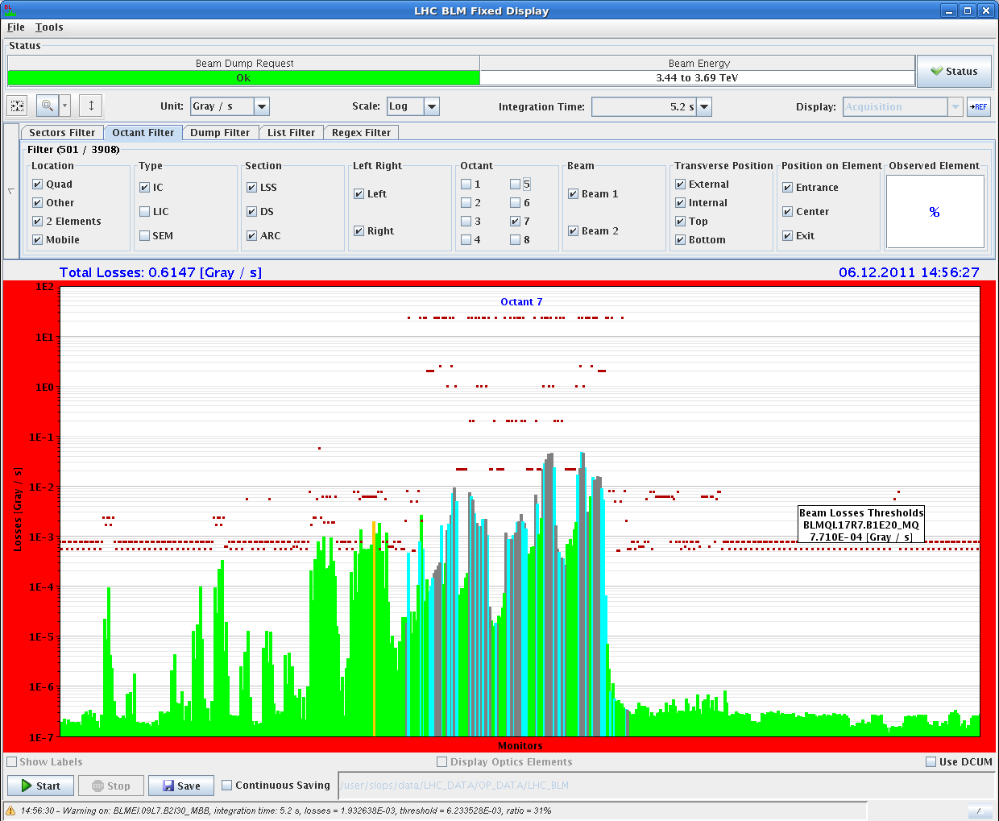 LHC BLM Fixed Display
File Tools
Status
Beam Dump Request Beam Energy
Ok 3.44 to 3.69 TeV
Status
Unit: Gray / s Scale: Log Integration Time: 5.2 s Display: Acquisition REF
Sectors Filter Octant Filter Dump Filter List Filter Regex Filter
Filter (501 / 3908)
Location Type Section Left Right Octant Beam Transverse Position Position on Element Observed Element
Quad IC LSS Left 1 5 Beam 1 External Entrance
Other LIC DS Right 2 6 Beam 2 Internal Center %
2 Elements SEM ARC 3 7 Top Exit
Mobile 4 8 Bottom
Total Losses: 0.6147 [Gray / s] 06.12.2011 14:56:27
Octant 7
1E2
1E1
1E0
1E-1
1E-2
1E-3
1E-4
1E-5
1E-6
1E-7
Losses [Gray / s]
Beam Losses Thresholds
BLMQI.17R7.B1E20_MQ
7.710E-04 [Gray / s]
Monitors
Show Labels Display Optics Elements Use DCUM
Start Stop Save Continuous Saving /user/slops/data/LHC_DATA/OP_DATA/LHC_BLM
14:56:30 - Warning on: BLMEI.09L7.B2I30_MBB, integration time: 5.2 s, losses = 1.932638E-03, threshold = 6.233528E-03, ratio = 31%